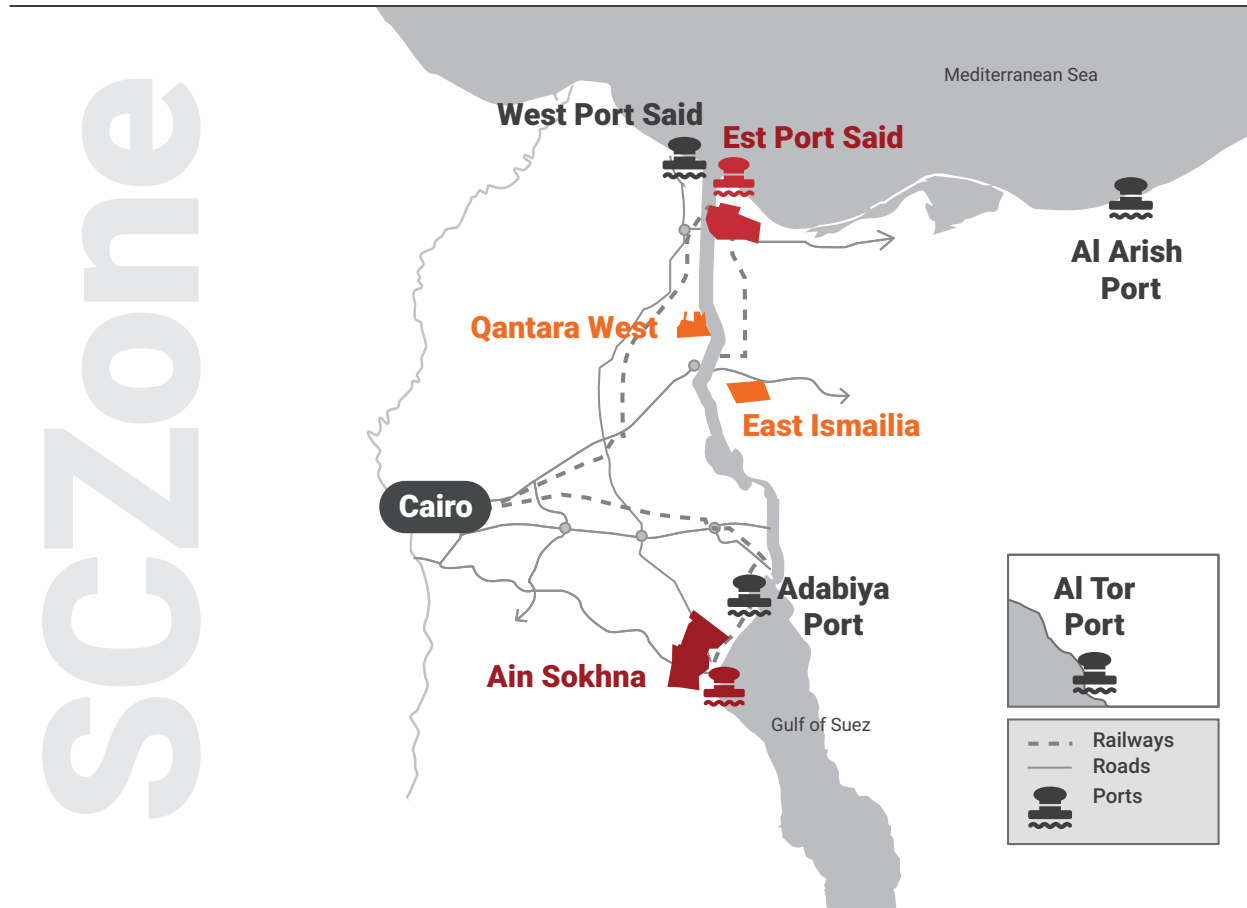 SCZone
Mediterranean Sea
West Port Said
Est Port Said
Al Arish
Port
Qantara West
East Ismailia
Cairo
Adabiya
Port
Al Tor
Port
Ain Sokhna
Gulf of Suez
Railways
Roads
Ports